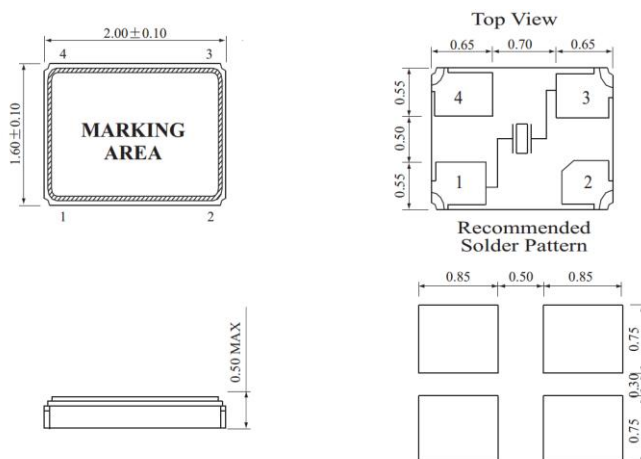 2.00±0.10
4 3
1.60±0.10
MARKING
AREA
1 2
Top View
0.65 0.70 0.65
0.55
0.50
0.55
4 3
1 2
Recommended
Solder Pattern
0.85 0.50 0.85
0.75
0.30
0.75
0.50 MAX